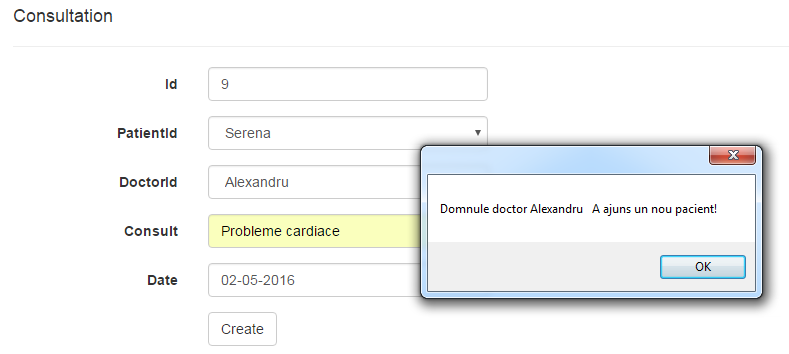 Consultation
Id 9
PatientId Serena
DoctorId Alexandru
Consult Probleme cardiace
Date 02-05-2016
Create
Domnule doctor Alexandru A ajuns un nou pacient!
OK